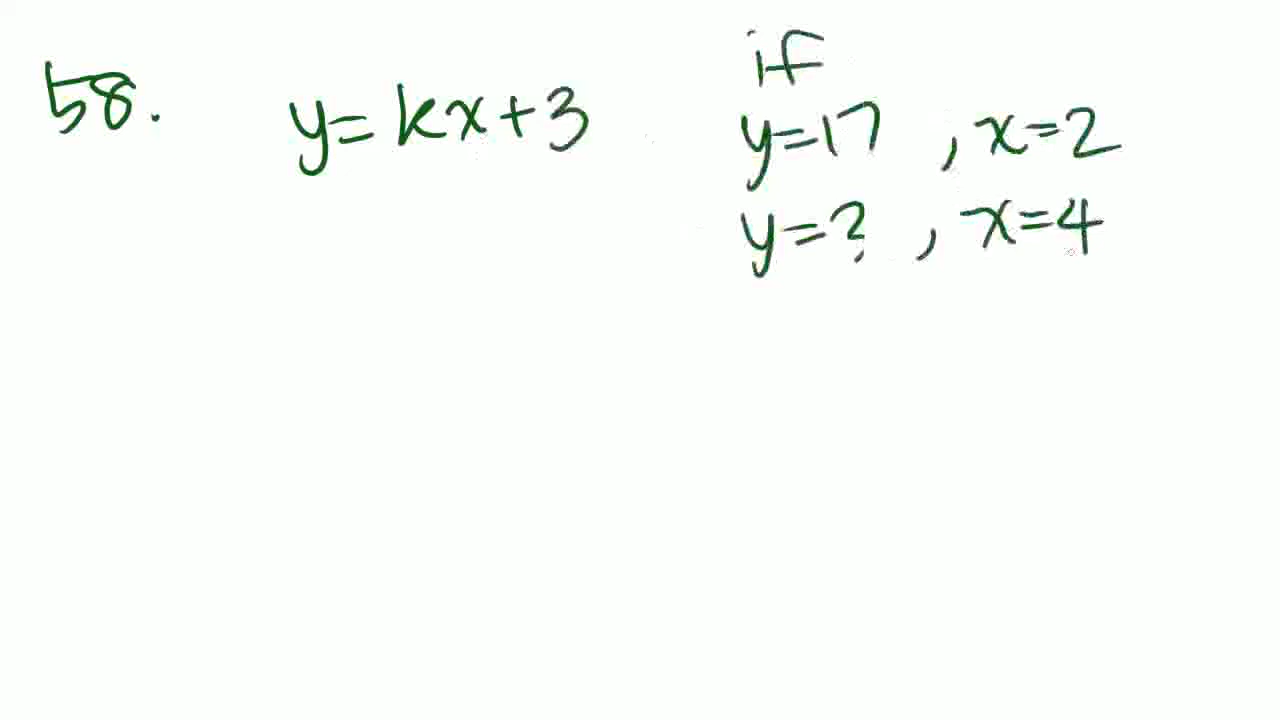 58. y=kx+3
if
y=17 , x=2
y=? , x=4